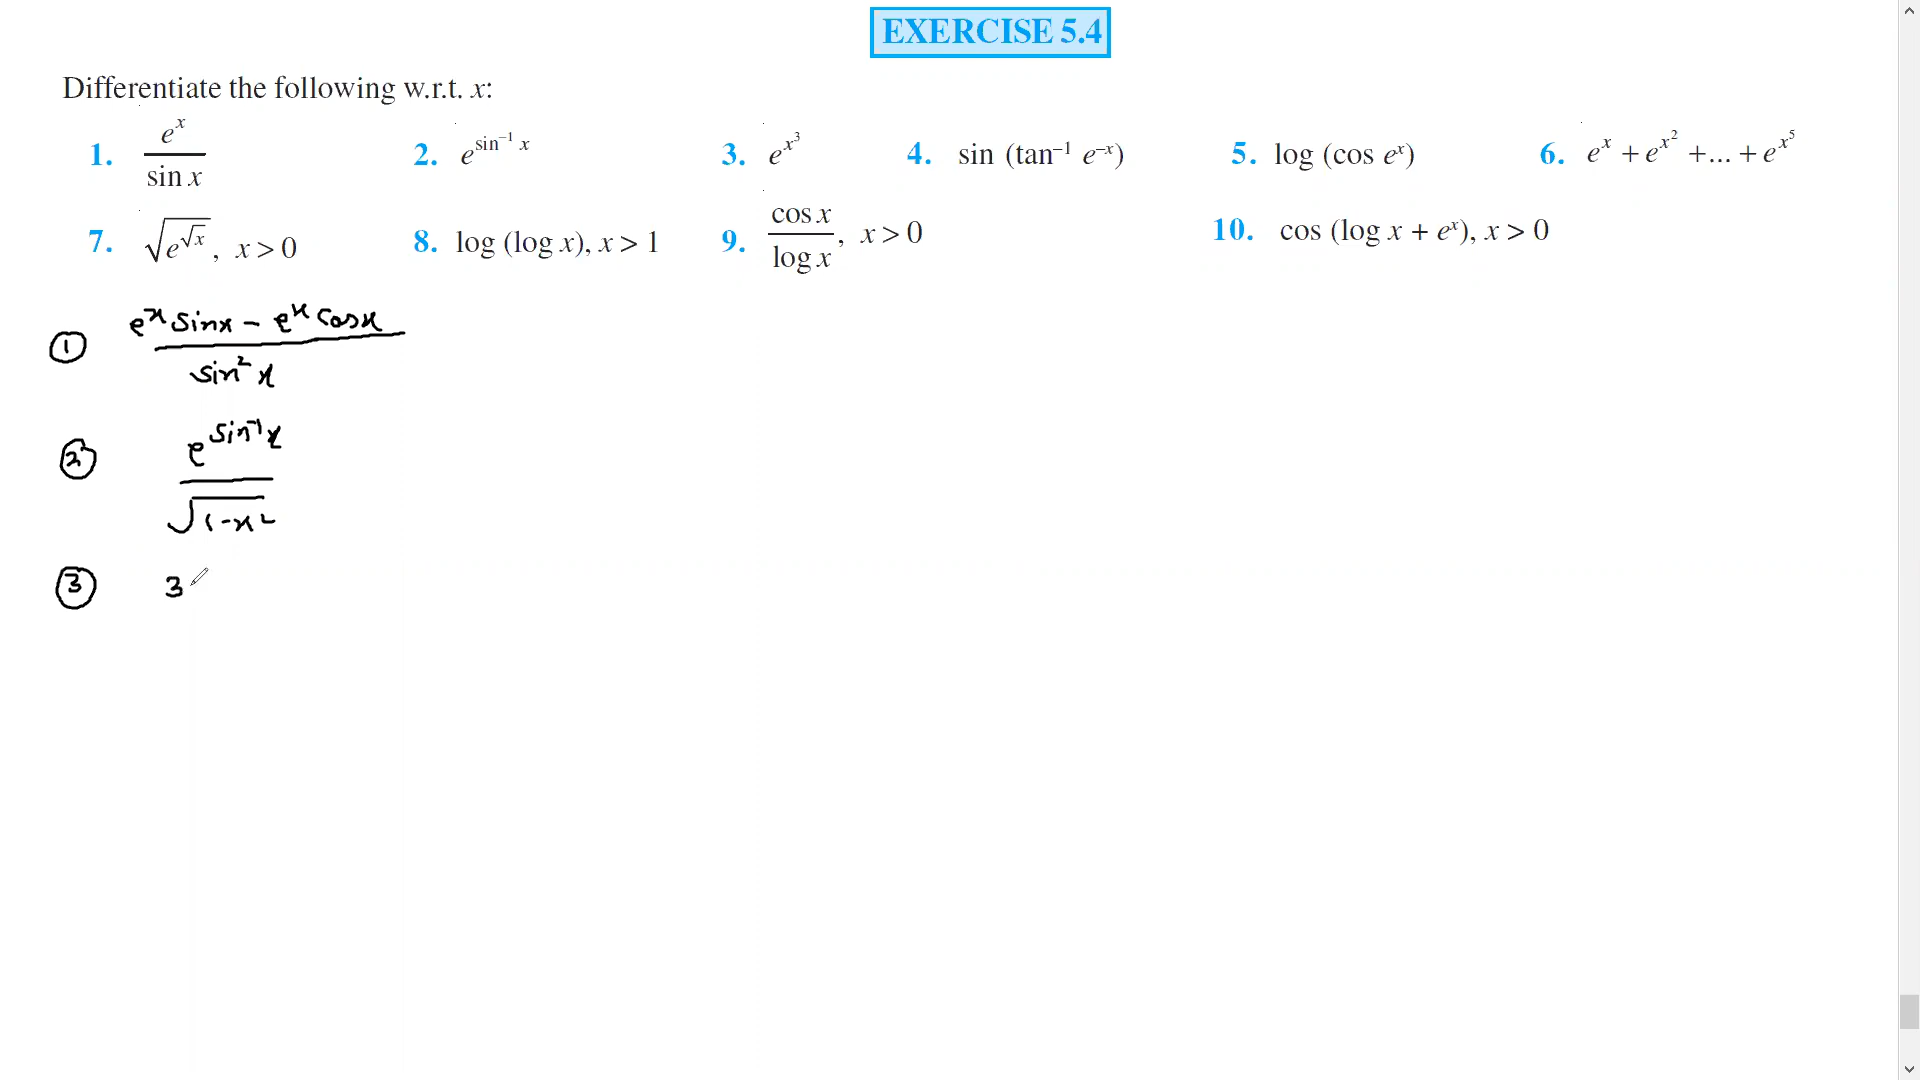 EXERCISE 5.4
Differentiate the following w.r.t. x:
1. e^x / sin x 2. e^(sin⁻¹ x) 3. e^(x³) 4. sin (tan⁻¹ e⁻ˣ) 5. log (cos eˣ) 6. e^x + e^(x²) + ... + e^(x⁵)
7. √(e^(√x)), x > 0 8. log (log x), x > 1 9. cos x / log x, x > 0 10. cos (log x + eˣ), x > 0
① (e^x sin x − e^x cos x) / sin² x
② e^(sin⁻¹ x) / √(1-x²)
③ 3